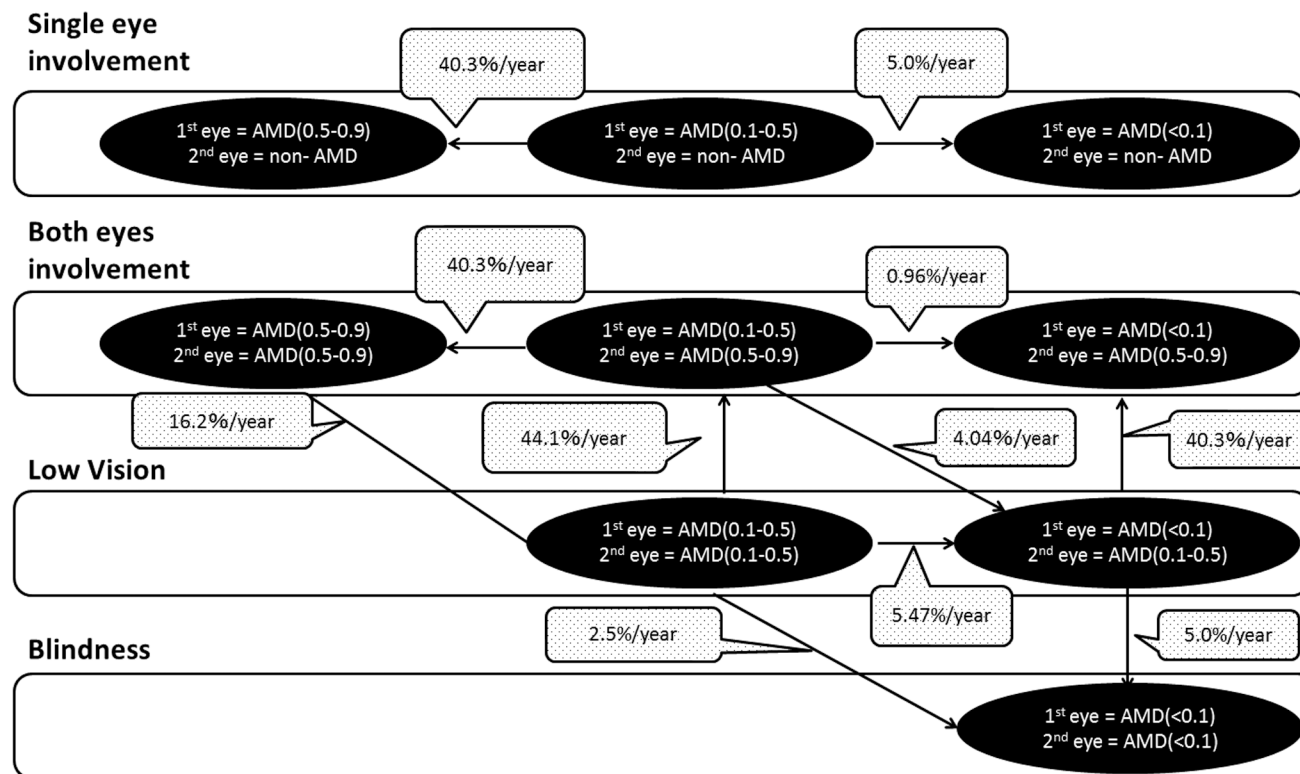 Single eye
involvement
40.3%/year
5.0%/year
1st eye = AMD(0.5-0.9)
2nd eye = non- AMD
1st eye = AMD(0.1-0.5)
2nd eye = non- AMD
1st eye = AMD(<0.1)
2nd eye = non- AMD
Both eyes
involvement
40.3%/year
0.96%/year
1st eye = AMD(0.5-0.9)
2nd eye = AMD(0.5-0.9)
1st eye = AMD(0.1-0.5)
2nd eye = AMD(0.5-0.9)
1st eye = AMD(<0.1)
2nd eye = AMD(0.5-0.9)
16.2%/year
44.1%/year
4.04%/year
40.3%/year
Low Vision
1st eye = AMD(0.1-0.5)
2nd eye = AMD(0.1-0.5)
1st eye = AMD(<0.1)
2nd eye = AMD(0.1-0.5)
2.5%/year
5.47%/year
5.0%/year
Blindness
1st eye = AMD(<0.1)
2nd eye = AMD(<0.1)